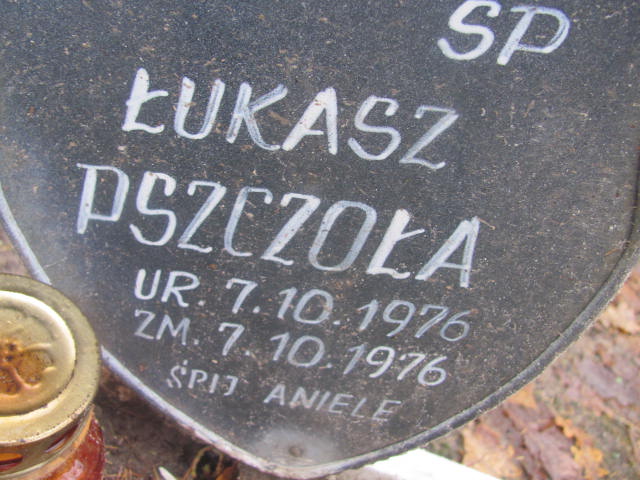 SP
ŁUKASZ
PSZCZOŁA
UR. 7.10.1976
ZM. 7.10.1976
ŚPIJ ANIELE